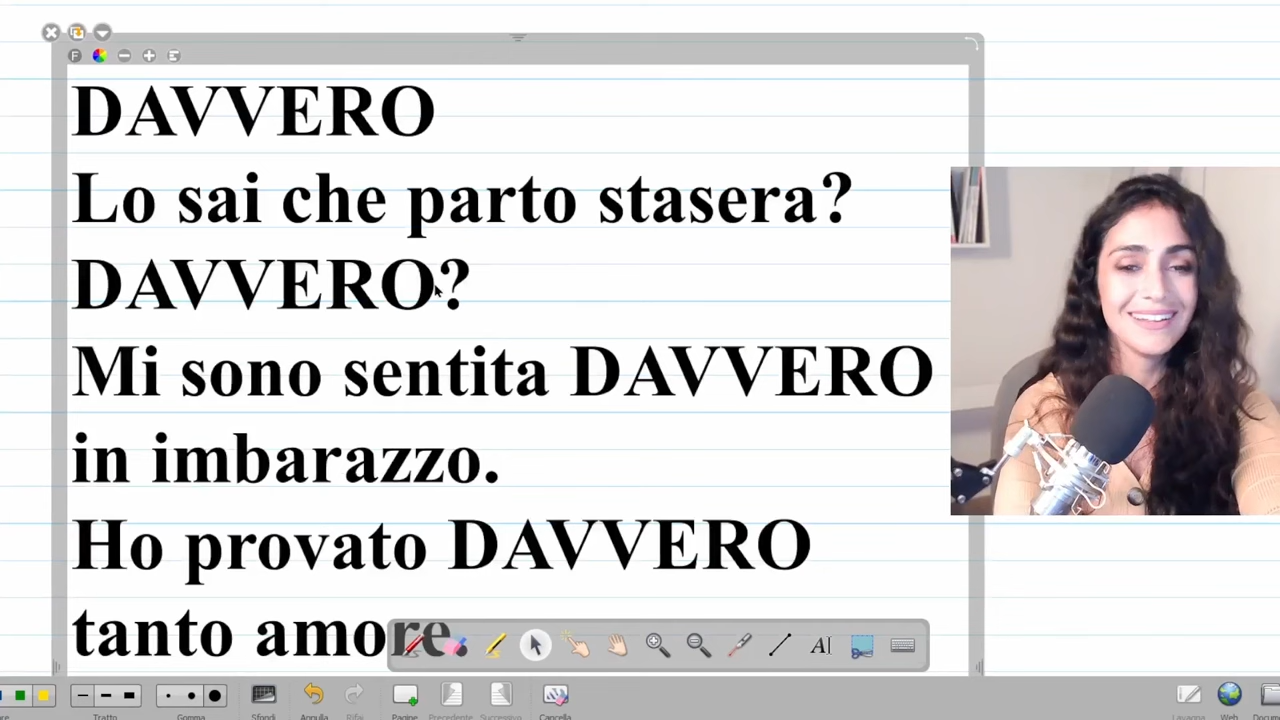 DAVVERO
Lo sai che parto stasera?
DAVVERO?
Mi sono sentita DAVVERO
in imbarazzo.
Ho provato DAVVERO
tanto amore.
Tratto
Gomma
Sfondi
Annulla
Rifai
Pagine
Precedente
Successiva
Cancella
Lavagna
Web